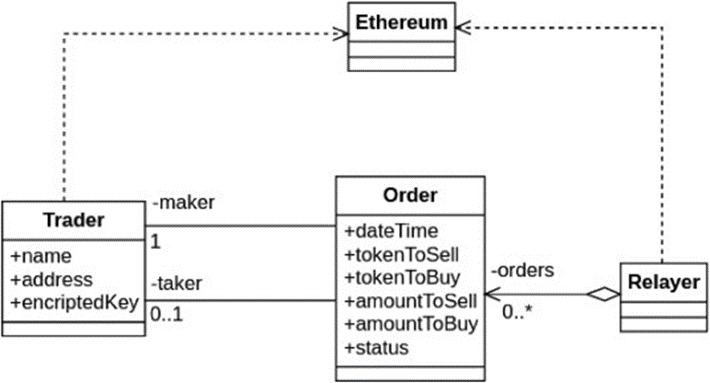 Ethereum
Trader
+name
+address
+encriptedKey
-maker
1
-taker
0..1
Order
+dateTime
+tokenToSell
+tokenToBuy
+amountToSell
+amountToBuy
+status
-orders
0..*
Relayer